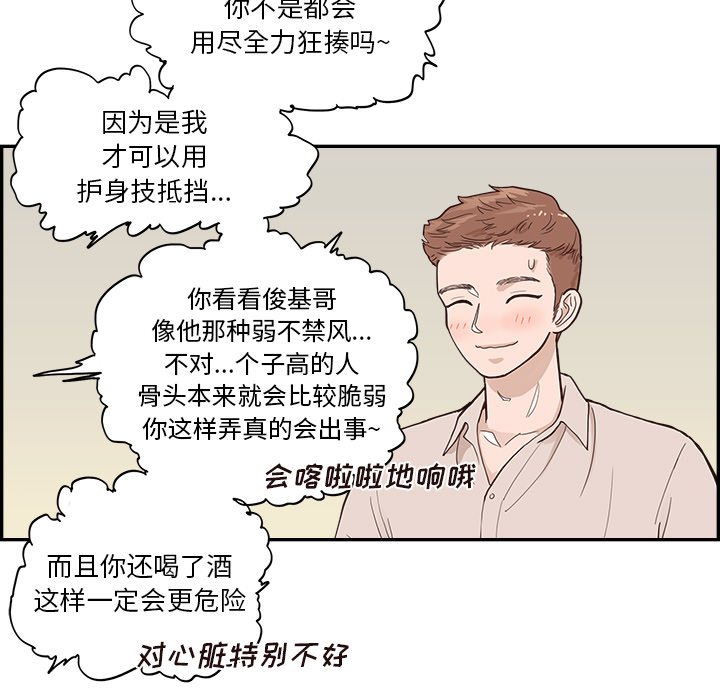 你不是都会
用尽全力狂揍吗~
因为是我
才可以用
护身技抵挡...
你看看俊基哥
像他那种弱不禁风...
不对...个子高的人
骨头本来就会比较脆弱
你这样弄真的会出事~
会喀啦啦地响哦
而且你还喝了酒
这样一定会更危险
对心脏特别不好